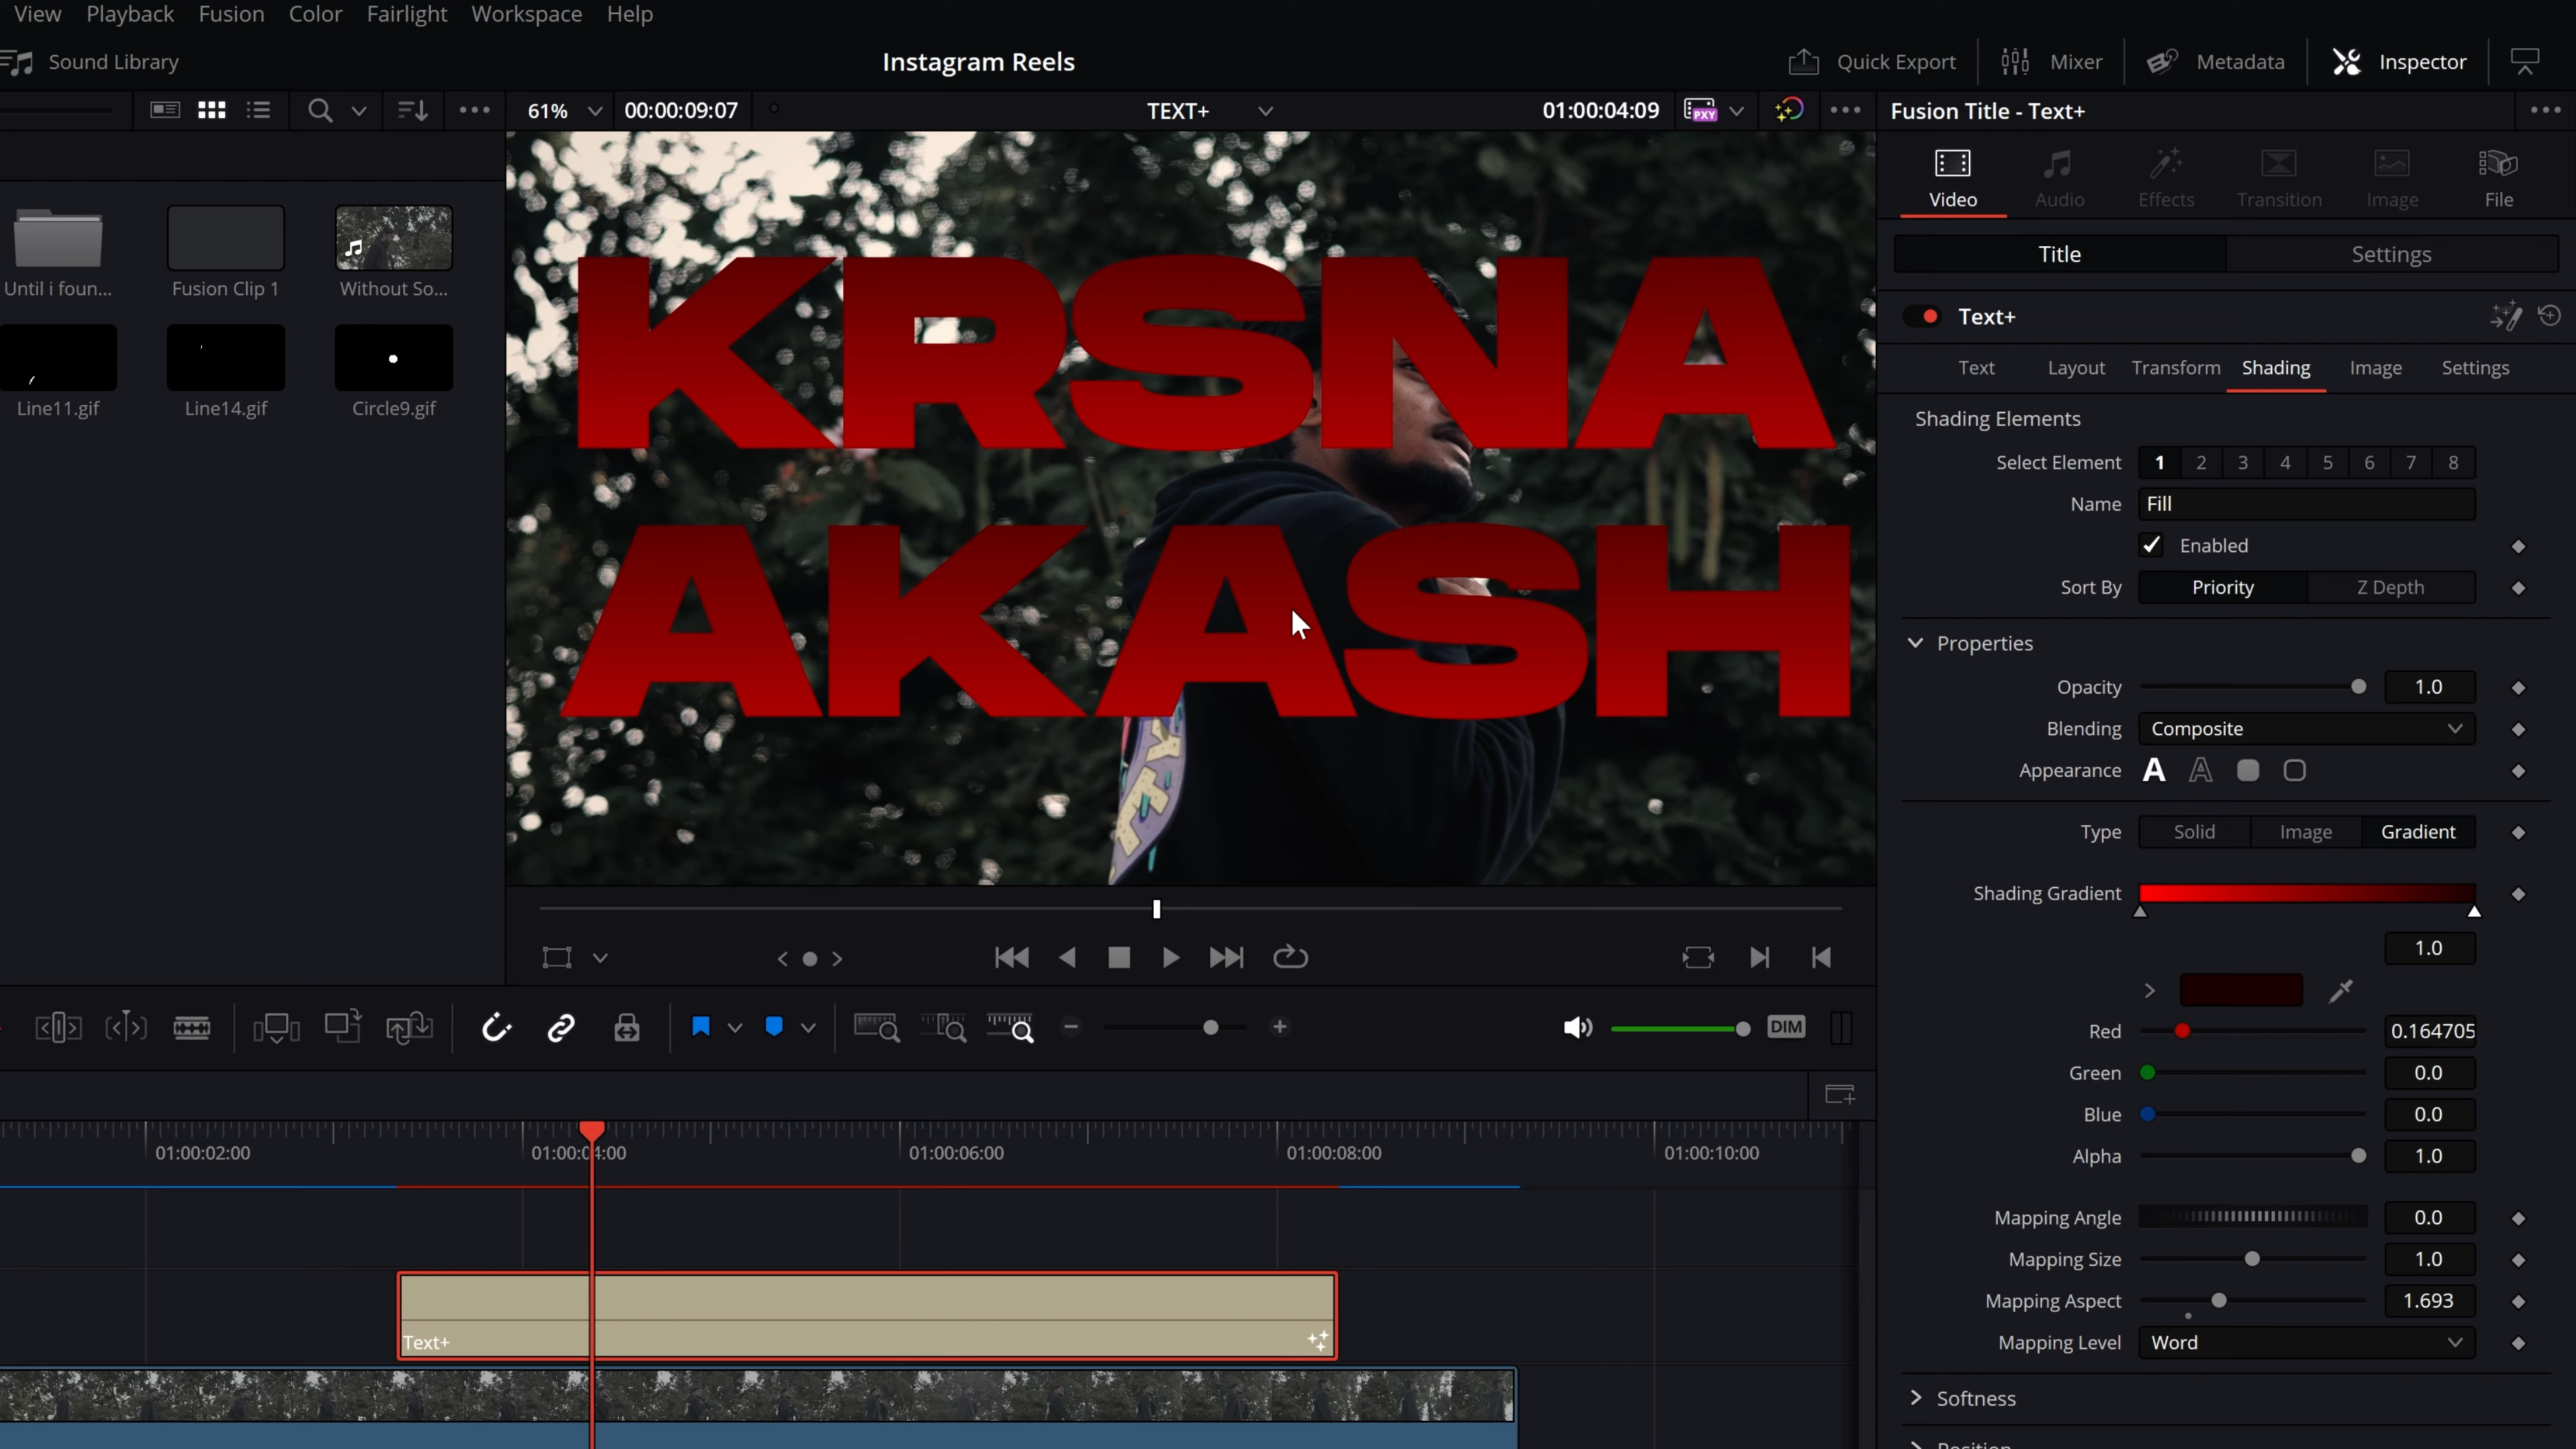 View Playback Fusion Color Fairlight Workspace Help
Sound Library
Instagram Reels
Quick Export Mixer Metadata Inspector
61% 00:00:09:07 TEXT+ 01:00:04:09 PXY
Fusion Title - Text+
Video Audio Effects Transition Image File
Title Settings
Until i foun... Fusion Clip 1 Without So...
Text+
Text Layout Transform Shading Image Settings
Line11.gif Line14.gif Circle9.gif
KRSNA
AKASH
TY
Shading Elements
Select Element 1 2 3 4 5 6 7 8
Name Fill
Enabled
Sort By Priority Z Depth
Properties
Opacity 1.0
Blending Composite
Appearance A A
Type Solid Image Gradient
Shading Gradient
1.0
Red 0.164705
Green 0.0
Blue 0.0
Alpha 1.0
Mapping Angle 0.0
Mapping Size 1.0
Mapping Aspect 1.693
Mapping Level Word
Softness
Position
DIM
01:00:02:00 01:00:04:00 01:00:06:00 01:00:08:00 01:00:10:00
Text+